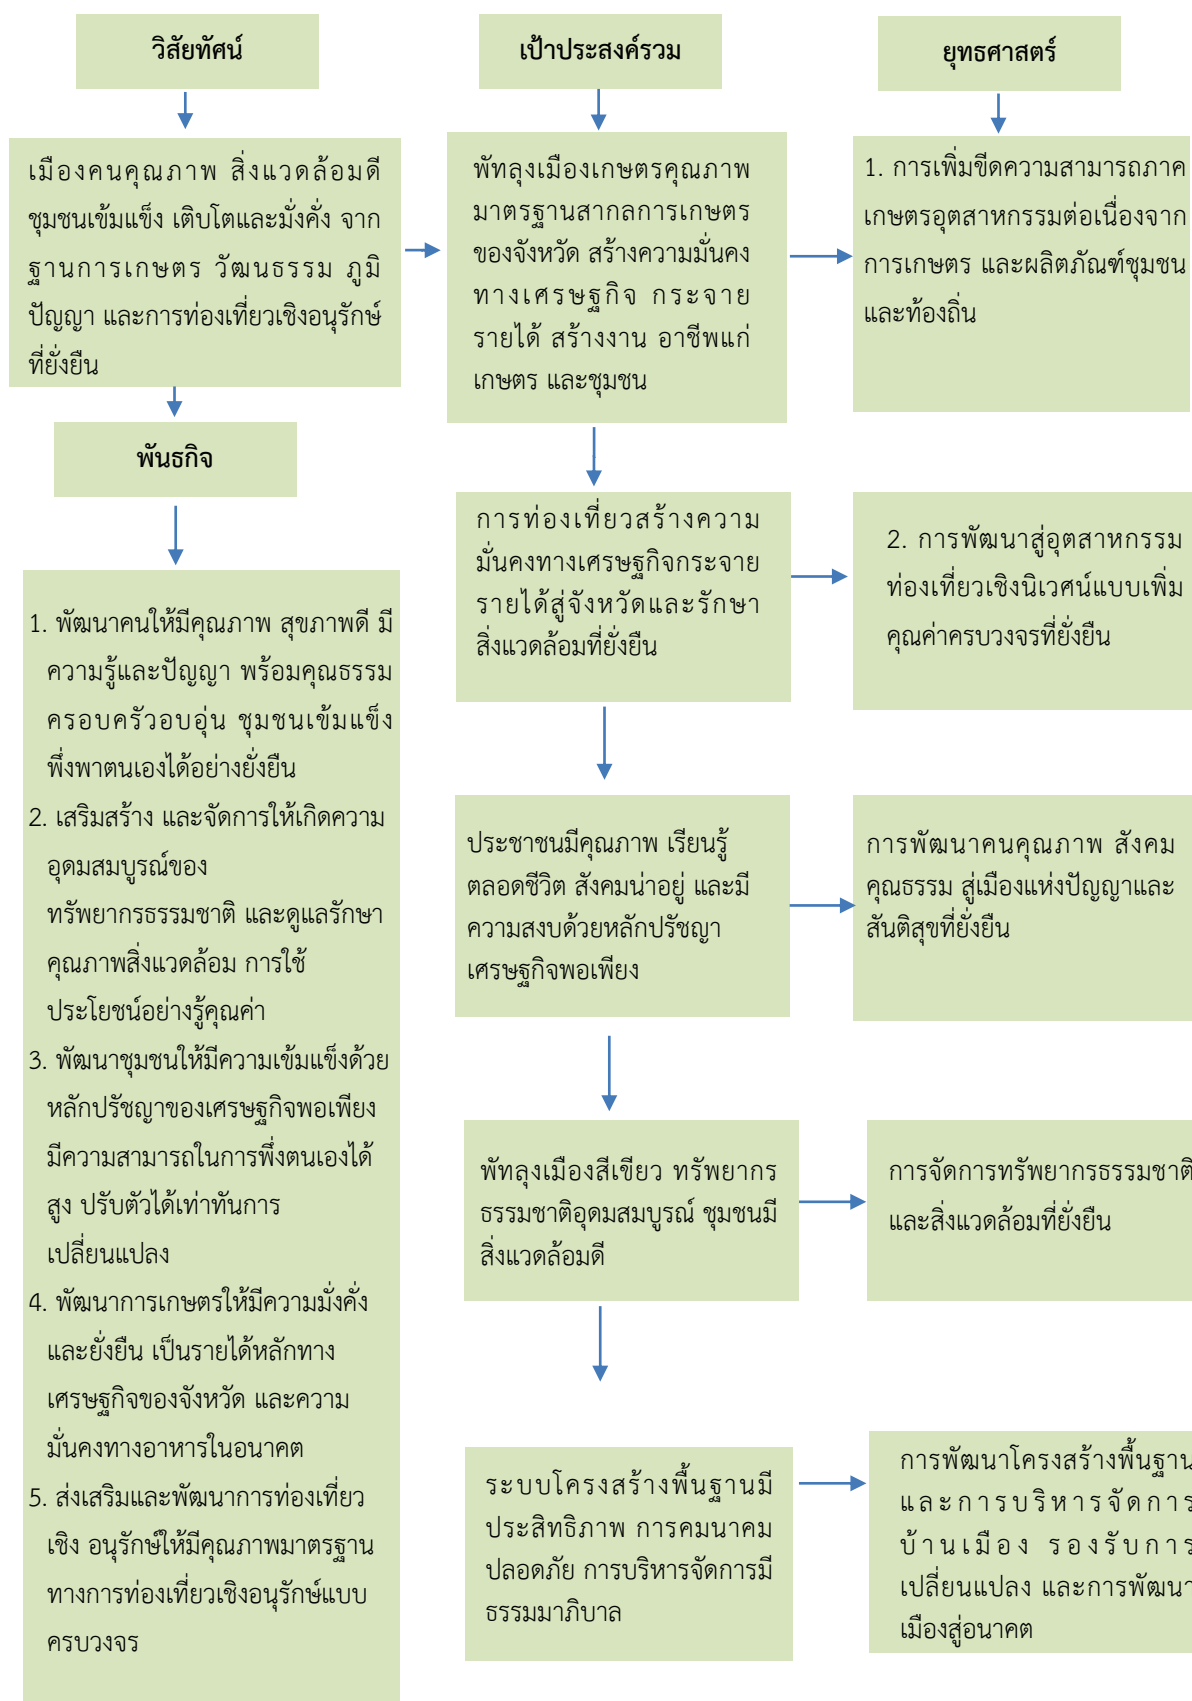 วิสัยทัศน์
เมืองคนคุณภาพ สิ่งแวดล้อมดี
ชุมชนเข้มแข็ง เติบโตและมั่งคั่ง จาก
ฐานการเกษตร วัฒนธรรม ภูมิ
ปัญญา และการท่องเที่ยวเชิงอนุรักษ์
ที่ยั่งยืน
พันธกิจ
1. พัฒนาคนให้มีคุณภาพ สุขภาพดี มี
ความรู้และปัญญา พร้อมคุณธรรม
ครอบครัวอบอุ่น ชุมชนเข้มแข็ง
พึ่งพาตนเองได้อย่างยั่งยืน
2. เสริมสร้าง และจัดการให้เกิดความ
อุดมสมบูรณ์ของ
ทรัพยากรธรรมชาติ และดูแลรักษา
คุณภาพสิ่งแวดล้อม การใช้
ประโยชน์อย่างรู้คุณค่า
3. พัฒนาชุมชนให้มีความเข้มแข็งด้วย
หลักปรัชญาของเศรษฐกิจพอเพียง
มีความสามารถในการพึ่งตนเองได้
สูง ปรับตัวได้เท่าทันการ
เปลี่ยนแปลง
4. พัฒนาการเกษตรให้มีความมั่งคั่ง
และยั่งยืน เป็นรายได้หลักทาง
เศรษฐกิจของจังหวัด และความ
มั่นคงทางอาหารในอนาคต
5. ส่งเสริมและพัฒนาการท่องเที่ยว
เชิง อนุรักษ์ให้มีคุณภาพมาตรฐาน
ทางการท่องเที่ยวเชิงอนุรักษ์แบบ
ครบวงจร
เป้าประสงค์รวม
พัทลุงเมืองเกษตรคุณภาพ
มาตรฐานสากลการเกษตร
ของจังหวัด สร้างความมั่นคง
ทางเศรษฐกิจ กระจาย
รายได้ สร้างงาน อาชีพแก่
เกษตร และชุมชน
การท่องเที่ยวสร้างความ
มั่นคงทางเศรษฐกิจกระจาย
รายได้สู่จังหวัดและรักษา
สิ่งแวดล้อมที่ยั่งยืน
ประชาชนมีคุณภาพ เรียนรู้
ตลอดชีวิต สังคมน่าอยู่ และมี
ความสงบด้วยหลักปรัชญา
เศรษฐกิจพอเพียง
พัทลุงเมืองสีเขียว ทรัพยากร
ธรรมชาติอุดมสมบูรณ์ ชุมชนมี
สิ่งแวดล้อมดี
ระบบโครงสร้างพื้นฐานมี
ประสิทธิภาพ การคมนาคม
ปลอดภัย การบริหารจัดการมี
ธรรมมาภิบาล
ยุทธศาสตร์
1. การเพิ่มขีดความสามารถภาค
เกษตรอุตสาหกรรมต่อเนื่องจาก
การเกษตร และผลิตภัณฑ์ชุมชน
และท้องถิ่น
2. การพัฒนาสู่อุตสาหกรรม
ท่องเที่ยวเชิงนิเวศน์แบบเพิ่ม
คุณค่าครบวงจรที่ยั่งยืน
การพัฒนาคนคุณภาพ สังคม
คุณธรรม สู่เมืองแห่งปัญญาและ
สันติสุขที่ยั่งยืน
การจัดการทรัพยากรธรรมชาติ
และสิ่งแวดล้อมที่ยั่งยืน
การพัฒนาโครงสร้างพื้นฐาน
และการบริหารจัดการ
บ้านเมือง รองรับการ
เปลี่ยนแปลง และการพัฒนา
เมืองสู่อนาคต